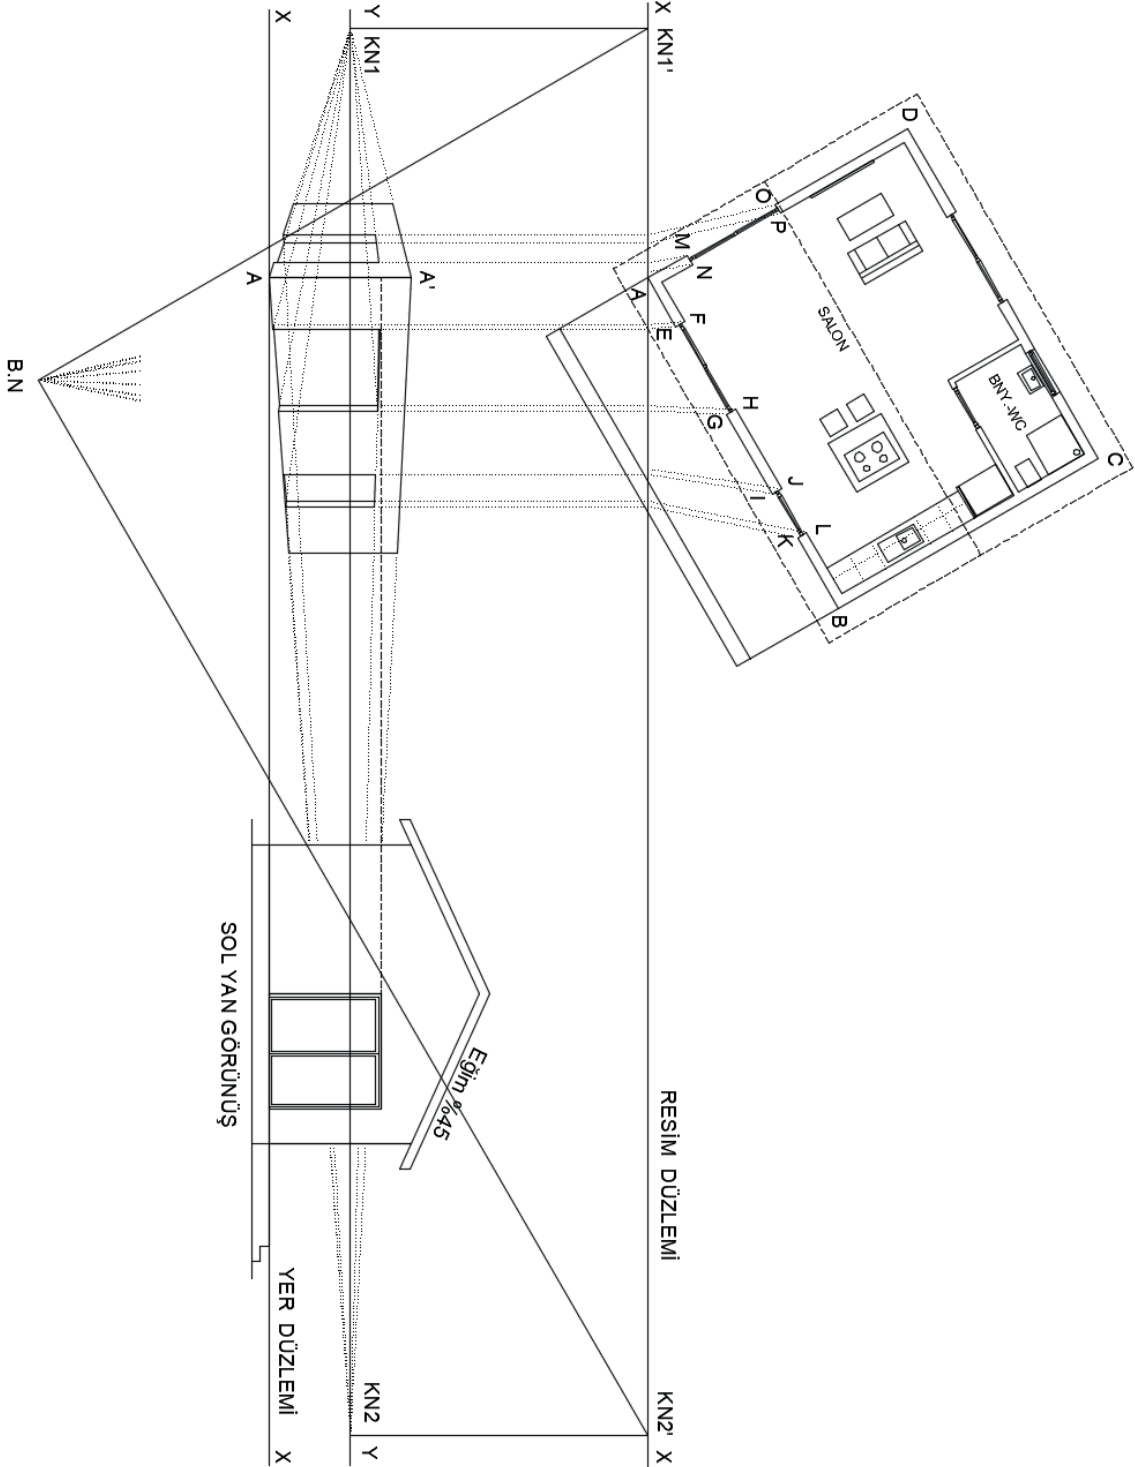 X
KN1'
RESİM DÜZLEMİ
KN2'
X
D
C
B
A
O
P
M
N
F
E
H
G
J
I
L
K
SALON
BNY.-WC
Y
KN1
KN2
Y
A'
A
Eğim %45
SOL YAN GÖRÜNÜŞ
X
YER DÜZLEMİ
X
B.N